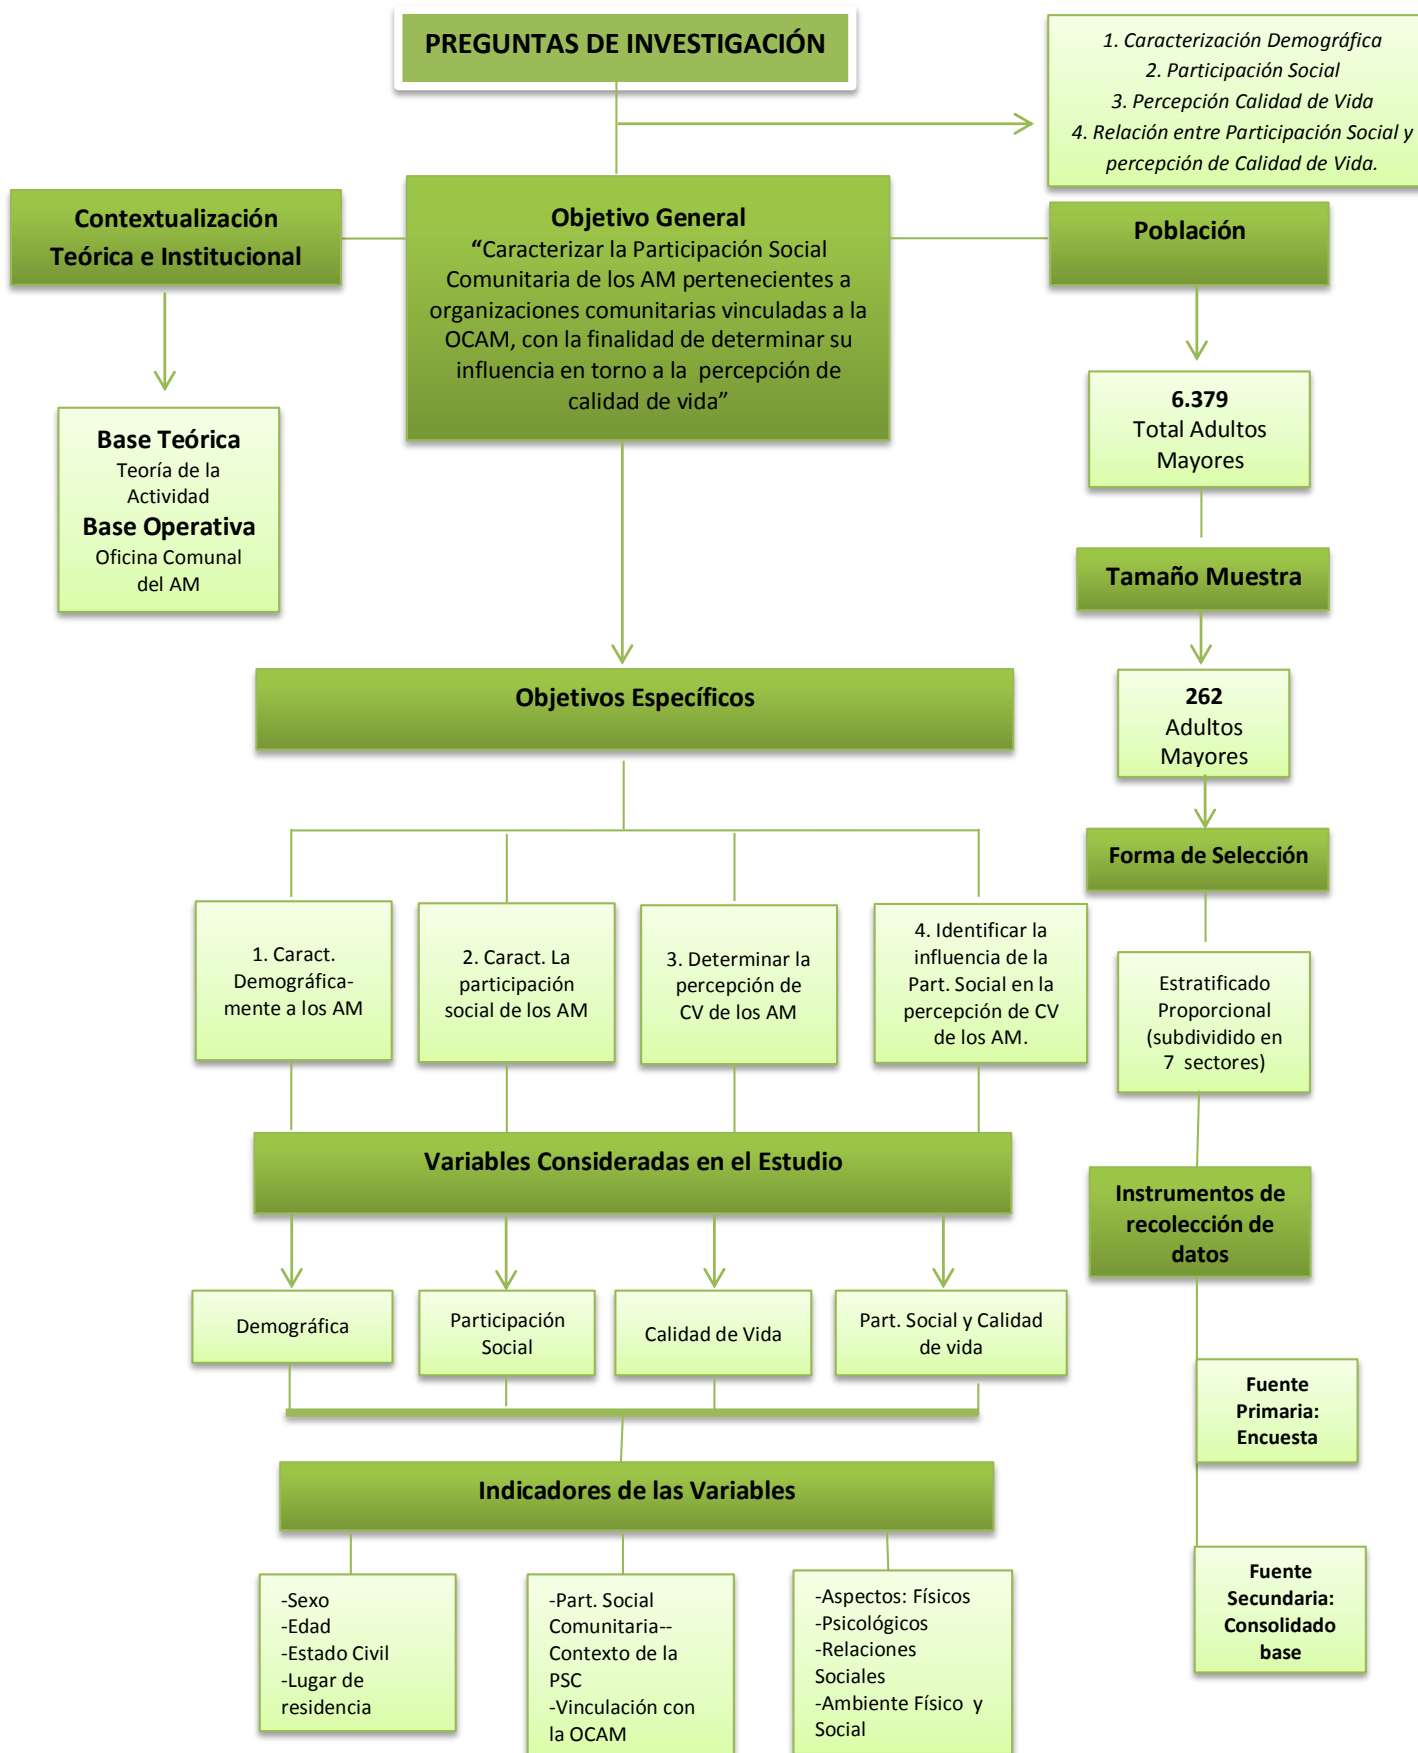 PREGUNTAS DE INVESTIGACIÓN
1. Caracterización Demográfica
2. Participación Social
3. Percepción Calidad de Vida
4. Relación entre Participación Social y
percepción de Calidad de Vida.
Contextualización
Teórica e Institucional
Objetivo General
“Caracterizar la Participación Social
Comunitaria de los AM pertenecientes a
organizaciones comunitarias vinculadas a la
OCAM, con la finalidad de determinar su
influencia en torno a la percepción de
calidad de vida”
Población
Base Teórica
Teoría de la
Actividad
Base Operativa
Oficina Comunal
del AM
6.379
Total Adultos
Mayores
Tamaño Muestra
262
Adultos
Mayores
Forma de Selección
Estratificado
Proporcional
(subdividido en
7 sectores)
Instrumentos de
recolección de
datos
Fuente
Primaria:
Encuesta
Fuente
Secundaria:
Consolidado
base
Objetivos Específicos
1. Caract.
Demográfica-
mente a los AM
2. Caract. La
participación
social de los AM
3. Determinar la
percepción de
CV de los AM
4. Identificar la
influencia de la
Part. Social en la
percepción de CV
de los AM.
Variables Consideradas en el Estudio
Demográfica
Participación
Social
Calidad de Vida
Part. Social y Calidad
de vida
Indicadores de las Variables
-Sexo
-Edad
-Estado Civil
-Lugar de
residencia
-Part. Social
Comunitaria--
Contexto de la
PSC
-Vinculación con
la OCAM
-Aspectos: Físicos
-Psicológicos
-Relaciones
Sociales
-Ambiente Físico y
Social